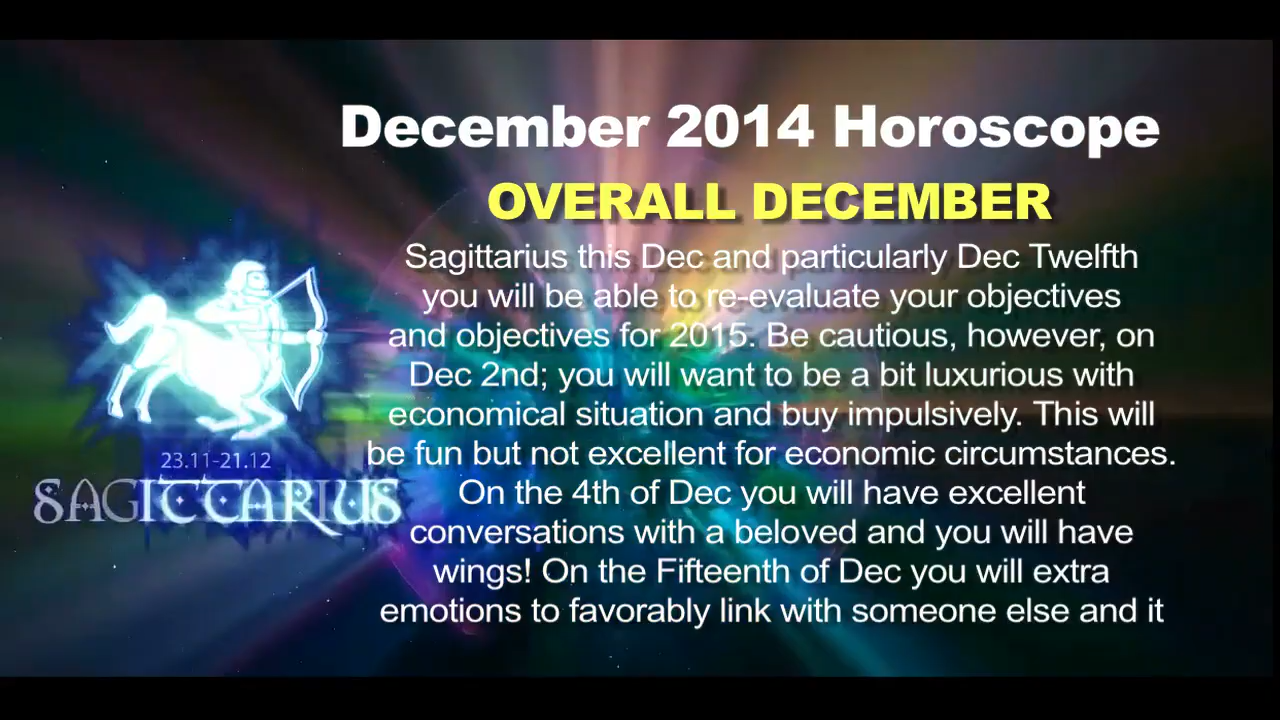 December 2014 Horoscope
OVERALL DECEMBER
Sagittarius this Dec and particularly Dec Twelfth
you will be able to re-evaluate your objectives
and objectives for 2015. Be cautious, however, on
Dec 2nd; you will want to be a bit luxurious with
economical situation and buy impulsively. This will
be fun but not excellent for economic circumstances.
On the 4th of Dec you will have excellent
conversations with a beloved and you will have
wings! On the Fifteenth of Dec you will extra
emotions to favorably link with someone else and it
23.11-21.12
SAGITTARIUS